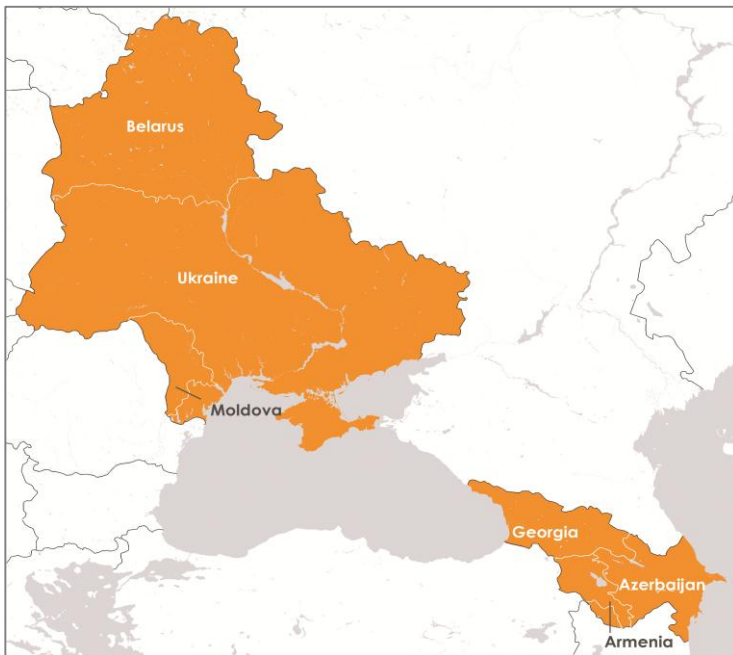 Belarus
Ukraine
Moldova
Georgia
Azerbaijan
Armenia